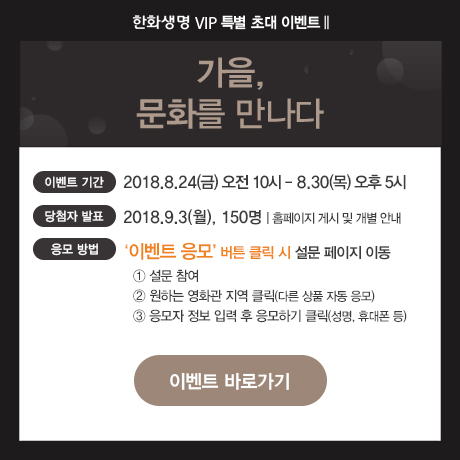 한화생명 VIP 특별 초대 이벤트 Ⅱ
가을,
문화를 만나다
이벤트 기간 2018.8.24(금) 오전 10시 – 8.30(목) 오후 5시
당첨자 발표 2018.9.3(월), 150명 | 홈페이지 게시 및 개별 안내
응모 방법 ‘이벤트 응모’ 버튼 클릭 시 설문 페이지 이동
① 설문 참여
② 원하는 영화관 지역 클릭(다른 상품 자동 응모)
③ 응모자 정보 입력 후 응모하기 클릭(성명, 휴대폰 등)
이벤트 바로가기